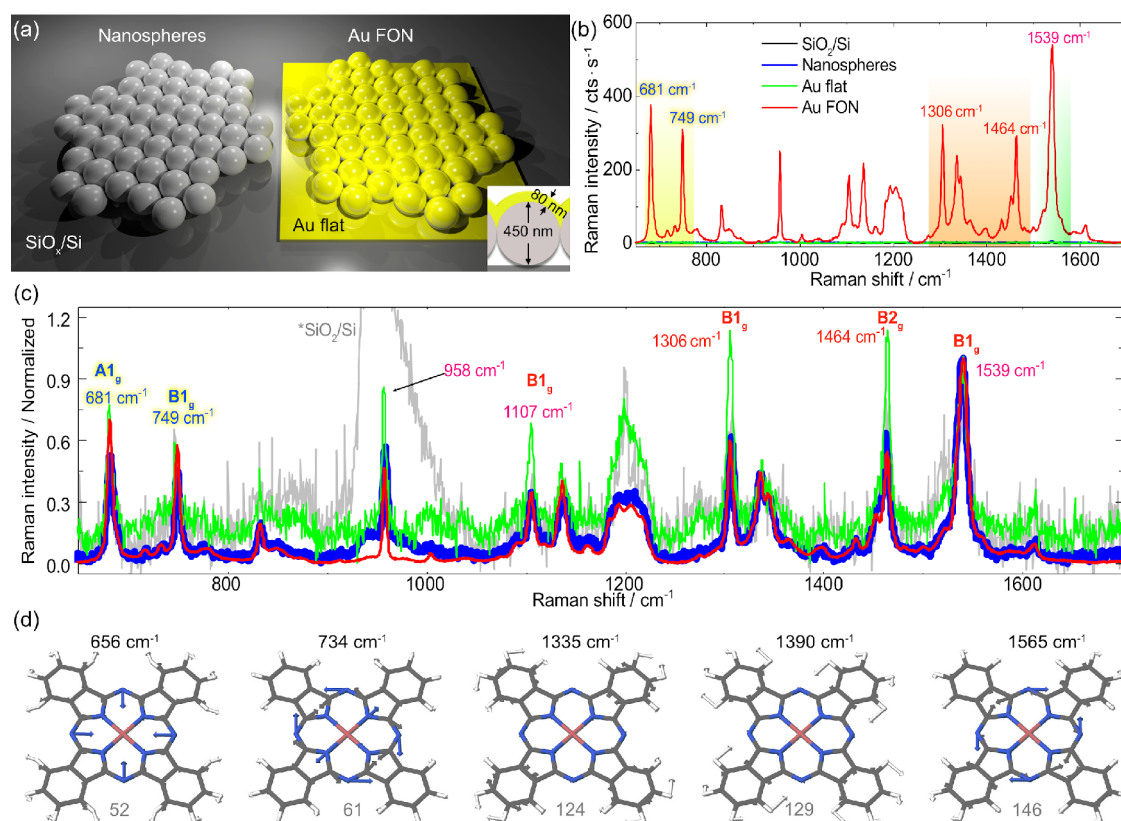 (a)
Nanospheres
Au FON
Au flat
SiOₓ/Si
80 nm
450 nm
(b)
Raman intensity / cts· s⁻¹
600
400
200
0
SiO₂/Si
Nanospheres
Au flat
Au FON
681 cm⁻¹
749 cm⁻¹
1306 cm⁻¹
1464 cm⁻¹
1539 cm⁻¹
800 1000 1200 1400 1600
Raman shift / cm⁻¹
(c)
Raman intensity / Normalized
1.2
0.9
0.6
0.3
0.0
*SiO₂/Si
A1g
681 cm⁻¹
B1g
749 cm⁻¹
958 cm⁻¹
B1g
1107 cm⁻¹
B1g
1306 cm⁻¹
B2g
1464 cm⁻¹
B1g
1539 cm⁻¹
800 1000 1200 1400 1600
Raman shift / cm⁻¹
(d)
656 cm⁻¹ 734 cm⁻¹ 1335 cm⁻¹ 1390 cm⁻¹ 1565 cm⁻¹
52 61 124 129 146